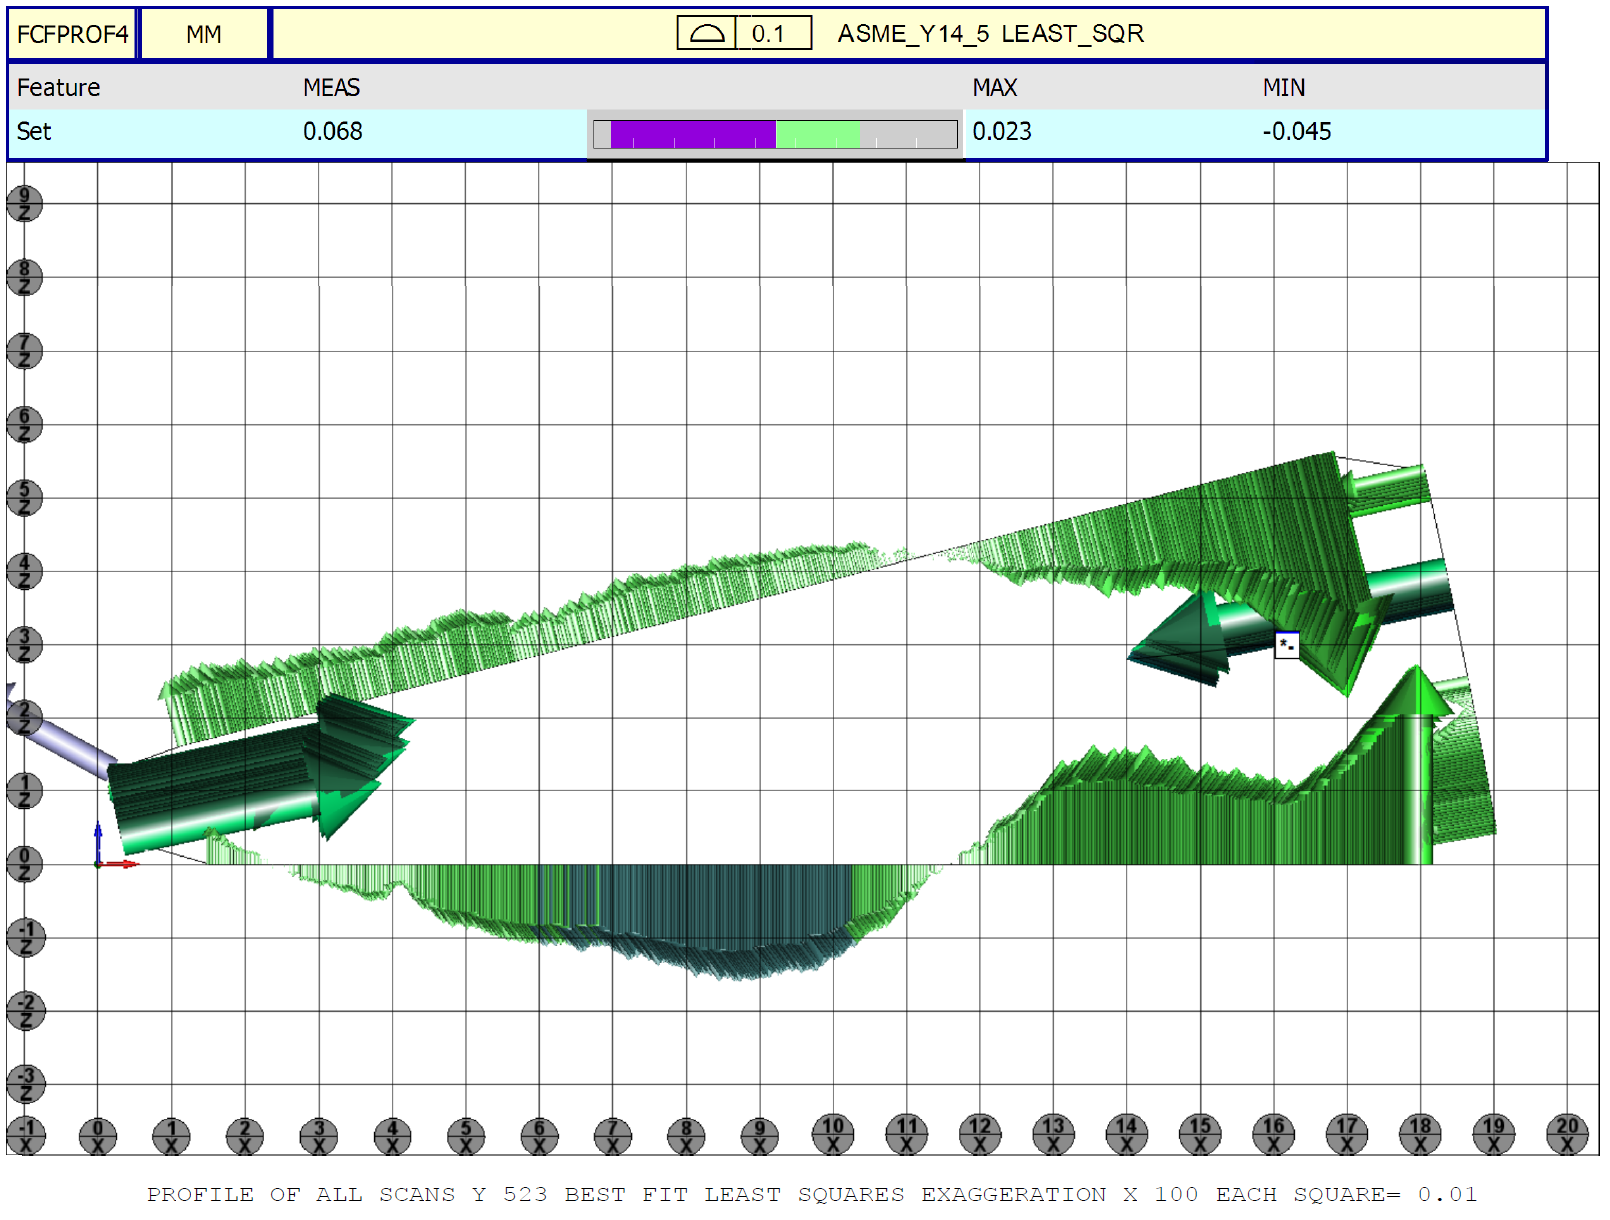 FCFPROF4 MM 0.1 ASME_Y14_5 LEAST_SQR
Feature MEAS MAX MIN
Set 0.068 0.023 -0.045
9 Z
8 Z
7 Z
6 Z
5 Z
4 Z
3 Z
2 Z
1 Z
0 Z
-1 Z
-2 Z
-3 Z
*-
-1 X 0 X 1 X 2 X 3 X 4 X 5 X 6 X 7 X 8 X 9 X 10 X 11 X 12 X 13 X 14 X 15 X 16 X 17 X 18 X 19 X 20 X
PROFILE OF ALL SCANS Y 523 BEST FIT LEAST SQUARES EXAGGERATION X 100 EACH SQUARE= 0.01